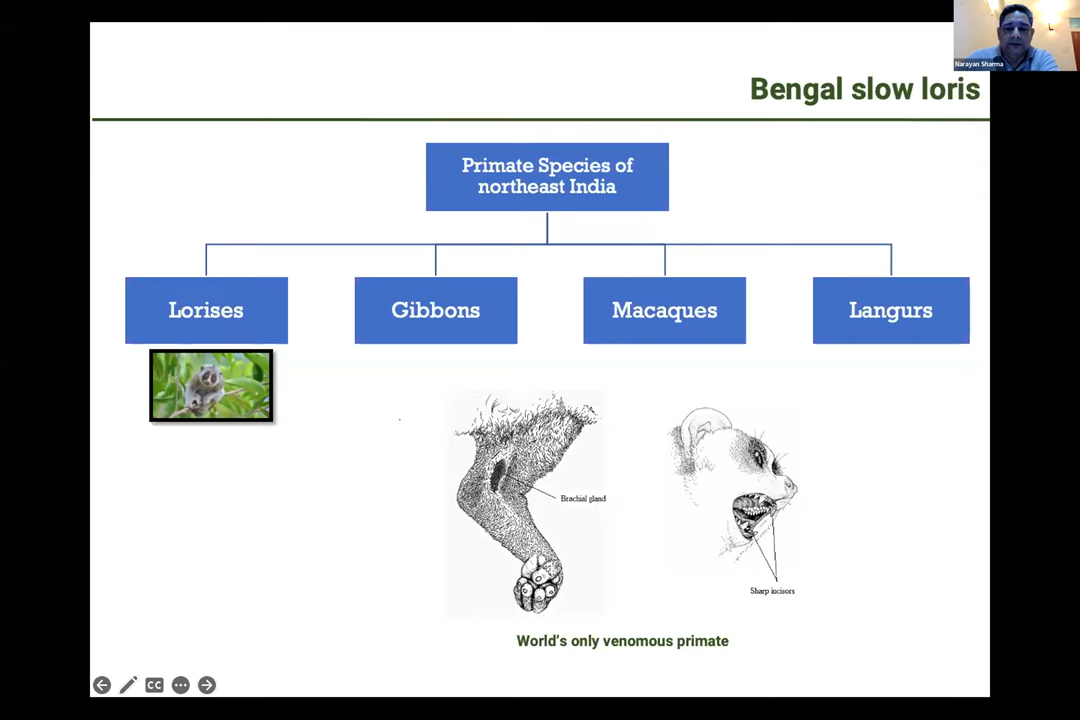 Narayan Sharma
Bengal slow loris
Primate Species of
northeast India
Lorises
Gibbons
Macaques
Langurs
Brachial gland
Sharp incisors
World's only venomous primate
CC